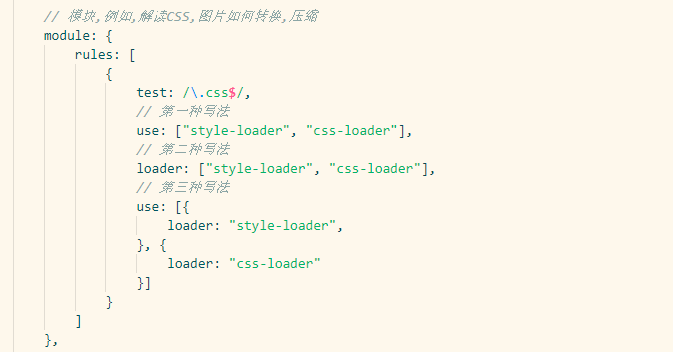 // 模块,例如,解读CSS,图片如何转换,压缩
module: {
rules: [
{
test: /\.css$/,
// 第一种写法
use: ["style-loader", "css-loader"],
// 第二种写法
loader: ["style-loader", "css-loader"],
// 第三种写法
use: [{
loader: "style-loader",
}, {
loader: "css-loader"
}]
}
]
},